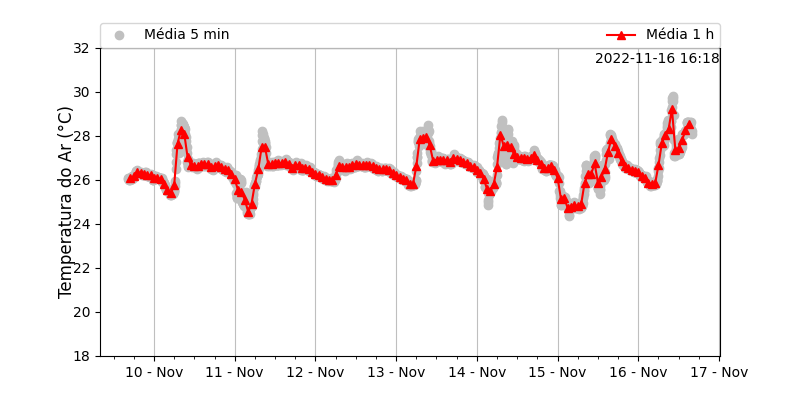 Média 5 min
Média 1 h
2022-11-16 16:18
Temperatura do Ar (°C)
32
30
28
26
24
22
20
18
10 - Nov
11 - Nov
12 - Nov
13 - Nov
14 - Nov
15 - Nov
16 - Nov
17 - Nov